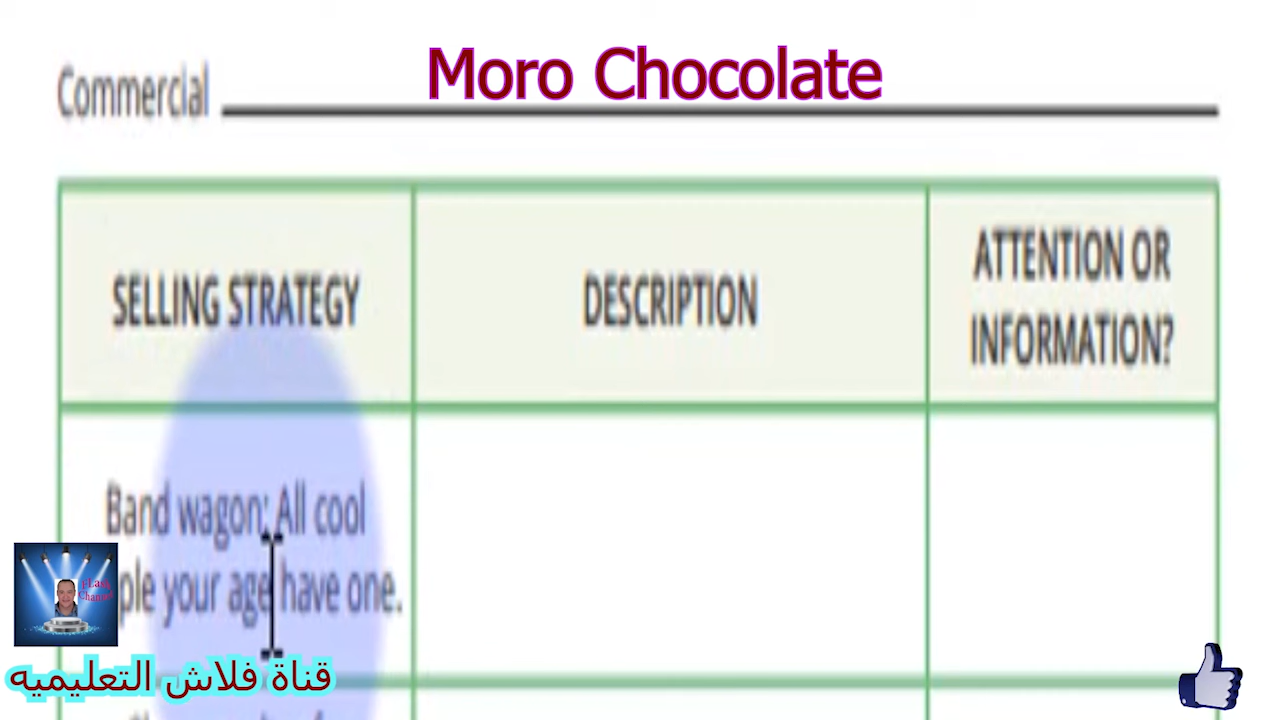 Commercial Moro Chocolate
SELLING STRATEGY
DESCRIPTION
ATTENTION OR
INFORMATION?
Band wagon: All cool
ple your age have one.
قناة فلاش التعليميه